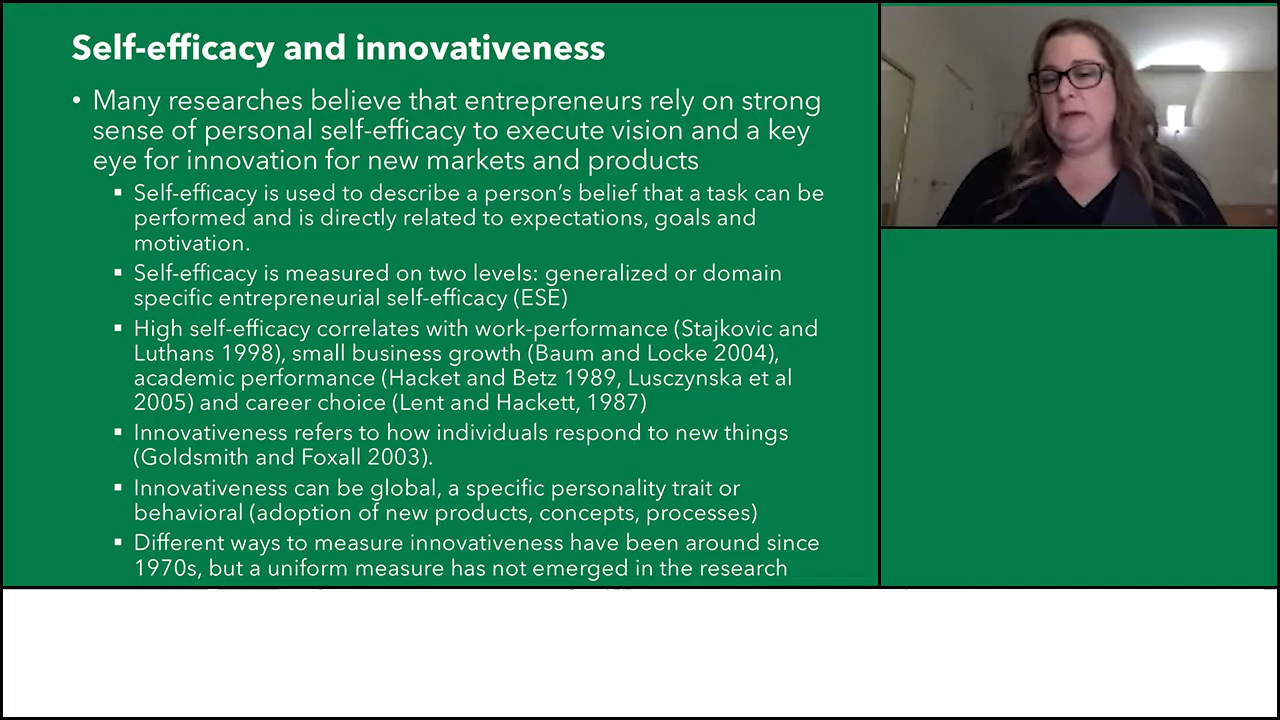 Self-efficacy and innovativeness
• Many researches believe that entrepreneurs rely on strong
sense of personal self-efficacy to execute vision and a key
eye for innovation for new markets and products
▪ Self-efficacy is used to describe a person's belief that a task can be
performed and is directly related to expectations, goals and
motivation.
▪ Self-efficacy is measured on two levels: generalized or domain
specific entrepreneurial self-efficacy (ESE)
▪ High self-efficacy correlates with work-performance (Stajkovic and
Luthans 1998), small business growth (Baum and Locke 2004),
academic performance (Hacket and Betz 1989, Lusczynska et al
2005) and career choice (Lent and Hackett, 1987)
▪ Innovativeness refers to how individuals respond to new things
(Goldsmith and Foxall 2003).
▪ Innovativeness can be global, a specific personality trait or
behavioral (adoption of new products, concepts, processes)
▪ Different ways to measure innovativeness have been around since
1970s, but a uniform measure has not emerged in the research